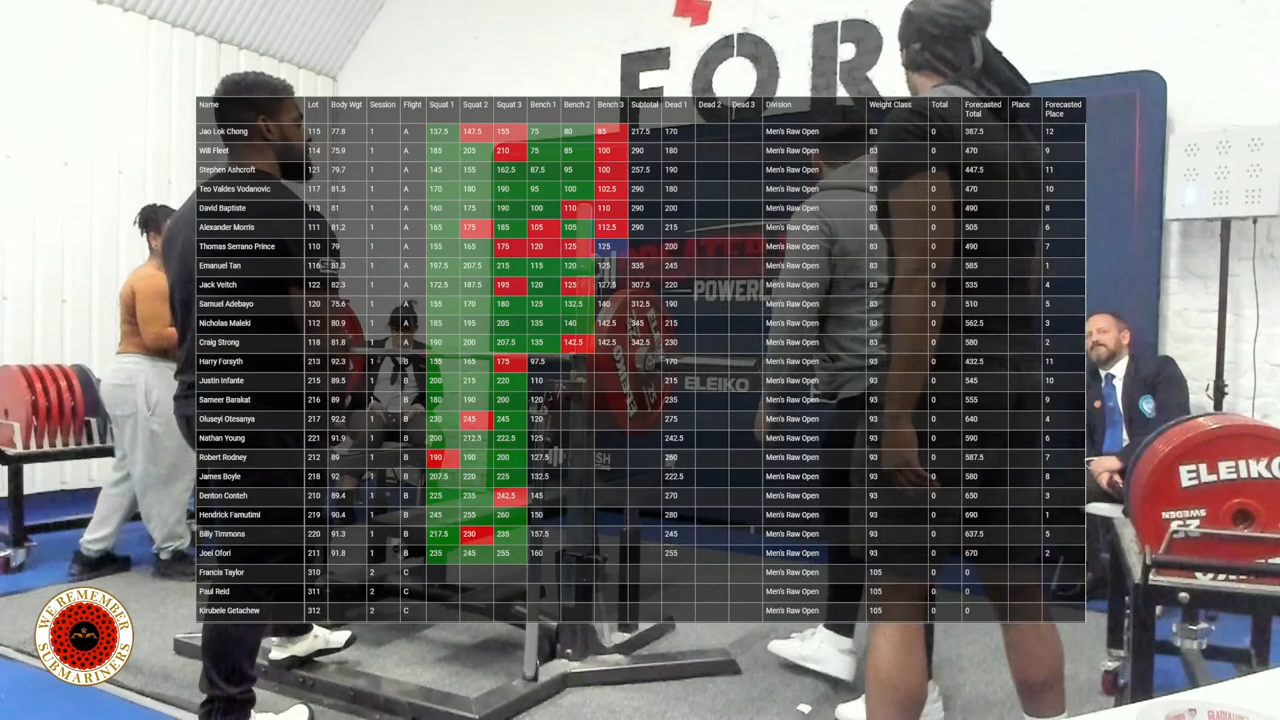 FOR
Name Lot Body Wgt Session Flight Squat 1 Squat 2 Squat 3 Bench 1 Bench 2 Bench 3 Subtotal Dead 1 Dead 2 Dead 3 Division Weight Class Total Forecasted Total Place Forecasted Place
Jao Lok Chong 115 77.8 1 A 137.5 147.5 155 75 80 85 217.5 170 Men's Raw Open 83 0 387.5 12
Will Fleet 114 75.9 1 A 185 205 210 75 85 100 290 180 Men's Raw Open 83 0 470 9
Stephen Ashcroft 121 79.7 1 A 145 155 162.5 87.5 95 100 257.5 190 Men's Raw Open 83 0 447.5 11
Teo Valdes Vodanovic 117 81.5 1 A 170 180 190 95 100 102.5 290 180 Men's Raw Open 83 0 470 10
David Baptiste 113 81 1 A 160 175 190 100 110 110 290 200 Men's Raw Open 83 0 490 8
Alexander Morris 111 81.2 1 A 165 175 185 105 105 112.5 290 215 Men's Raw Open 83 0 505 6
Thomas Serrano Prince 110 79 1 A 155 165 175 120 125 125 200 Men's Raw Open 83 0 490 7
Emanuel Tan 116 81.3 1 A 197.5 207.5 215 115 120 125 335 245 Men's Raw Open 83 0 585 1
Jack Veitch 122 82.3 1 A 172.5 187.5 195 120 125 127.5 307.5 220 Men's Raw Open 83 0 535 4
Samuel Adebayo 120 75.6 1 A 155 170 180 125 132.5 140 312.5 190 Men's Raw Open 83 0 510 5
Nicholas Maleki 112 80.9 1 A 185 195 205 135 140 142.5 345 215 Men's Raw Open 83 0 562.5 3
Craig Strong 118 81.8 1 A 190 200 207.5 135 142.5 142.5 342.5 230 Men's Raw Open 83 0 580 2
Harry Forsyth 213 92.3 1 B 155 165 175 97.5 170 Men's Raw Open 93 0 432.5 11
Justin Infante 215 89.5 1 B 200 215 220 110 215 Men's Raw Open 93 0 545 10
Sameer Barakat 216 89 1 B 180 190 200 120 235 Men's Raw Open 93 0 555 9
Oluseyi Otesanya 217 92.2 1 B 230 245 245 120 275 Men's Raw Open 93 0 640 4
Nathan Young 221 91.9 1 B 200 212.5 222.5 125 242.5 Men's Raw Open 93 0 590 6
Robert Rodney 212 89 1 B 190 190 200 127.5 260 Men's Raw Open 93 0 587.5 7
James Boyle 218 92 1 B 207.5 220 225 132.5 222.5 Men's Raw Open 93 0 580 8
Denton Conteh 210 89.4 1 B 225 235 242.5 145 270 Men's Raw Open 93 0 650 3
Hendrick Famutimi 219 90.4 1 B 245 255 260 150 280 Men's Raw Open 93 0 690 1
Billy Timmons 220 91.3 1 B 217.5 230 235 157.5 245 Men's Raw Open 93 0 637.5 5
Joel Ofori 211 91.8 1 B 235 245 255 160 255 Men's Raw Open 93 0 670 2
Francis Taylor 310 2 C Men's Raw Open 105 0 0
Paul Reid 311 2 C Men's Raw Open 105 0 0
Kirubele Getachew 312 2 C Men's Raw Open 105 0 0
ELEIKO
ELEIKO
ELEIKO
SWEDEN
25
WE REMEMBER
SUBMARINERS